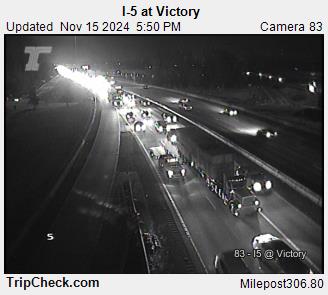 I-5 at Victory
Updated  Nov 15 2024  5:50 PM
Camera 83
T
S
83 - I5 @ Victory
TripCheck.com
Milepost306.80